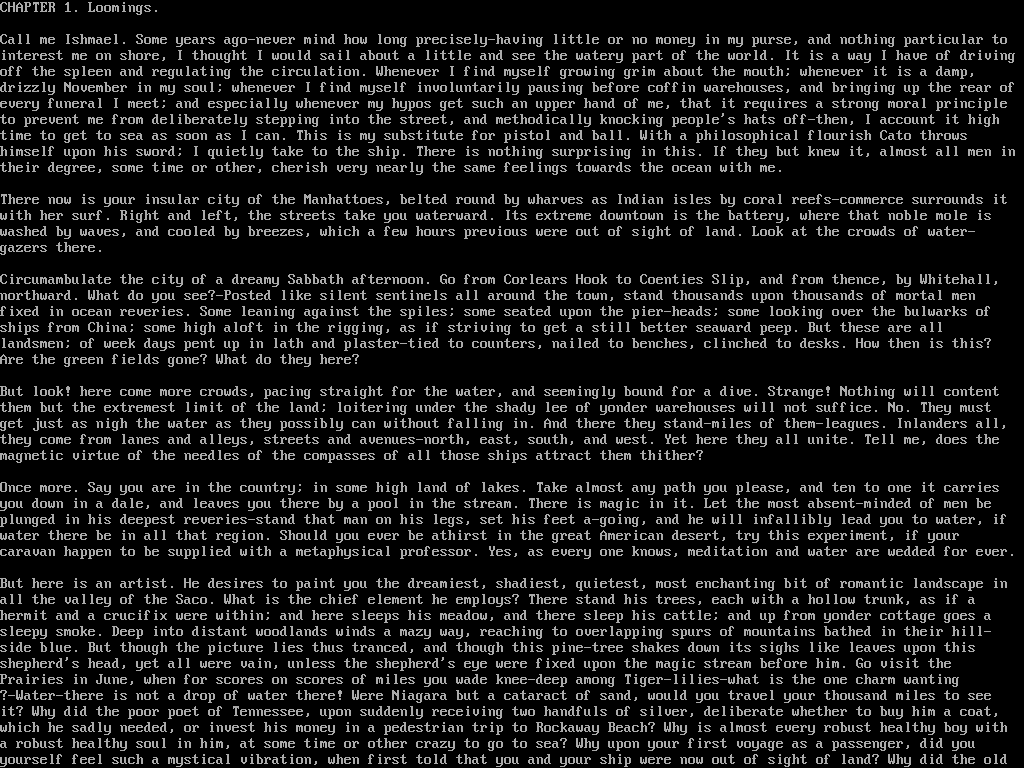 CHAPTER 1. Loomings.

Call me Ishmael. Some years ago-never mind how long precisely-having little or no money in my purse, and nothing particular to
interest me on shore, I thought I would sail about a little and see the watery part of the world. It is a way I have of driving
off the spleen and regulating the circulation. Whenever I find myself growing grim about the mouth; whenever it is a damp,
drizzly November in my soul; whenever I find myself involuntarily pausing before coffin warehouses, and bringing up the rear of
every funeral I meet; and especially whenever my hypos get such an upper hand of me, that it requires a strong moral principle
to prevent me from deliberately stepping into the street, and methodically knocking people's hats off-then, I account it high
time to get to sea as soon as I can. This is my substitute for pistol and ball. With a philosophical flourish Cato throws
himself upon his sword; I quietly take to the ship. There is nothing surprising in this. If they but knew it, almost all men in
their degree, some time or other, cherish very nearly the same feelings towards the ocean with me.

There now is your insular city of the Manhattoes, belted round by wharves as Indian isles by coral reefs-commerce surrounds it
with her surf. Right and left, the streets take you waterward. Its extreme downtown is the battery, where that noble mole is
washed by waves, and cooled by breezes, which a few hours previous were out of sight of land. Look at the crowds of water-
gazers there.

Circumambulate the city of a dreamy Sabbath afternoon. Go from Corlears Hook to Coenties Slip, and from thence, by Whitehall,
northward. What do you see?-Posted like silent sentinels all around the town, stand thousands upon thousands of mortal men
fixed in ocean reveries. Some leaning against the spiles; some seated upon the pier-heads; some looking over the bulwarks of
ships from China; some high aloft in the rigging, as if striving to get a still better seaward peep. But these are all
landsmen; of week days pent up in lath and plaster-tied to counters, nailed to benches, clinched to desks. How then is this?
Are the green fields gone? What do they here?

But look! here come more crowds, pacing straight for the water, and seemingly bound for a dive. Strange! Nothing will content
them but the extremest limit of the land; loitering under the shady lee of yonder warehouses will not suffice. No. They must
get just as nigh the water as they possibly can without falling in. And there they stand-miles of them-leagues. Inlanders all,
they come from lanes and alleys, streets and avenues-north, east, south, and west. Yet here they all unite. Tell me, does the
magnetic virtue of the needles of the compasses of all those ships attract them thither?

Once more. Say you are in the country; in some high land of lakes. Take almost any path you please, and ten to one it carries
you down in a dale, and leaves you there by a pool in the stream. There is magic in it. Let the most absent-minded of men be
plunged in his deepest reveries-stand that man on his legs, set his feet a-going, and he will infallibly lead you to water, if
water there be in all that region. Should you ever be athirst in the great American desert, try this experiment, if your
caravan happen to be supplied with a metaphysical professor. Yes, as every one knows, meditation and water are wedded for ever.

But here is an artist. He desires to paint you the dreamiest, shadiest, quietest, most enchanting bit of romantic landscape in
all the valley of the Saco. What is the chief element he employs? There stand his trees, each with a hollow trunk, as if a
hermit and a crucifix were within; and here sleeps his meadow, and there sleep his cattle; and up from yonder cottage goes a
sleepy smoke. Deep into distant woodlands winds a mazy way, reaching to overlapping spurs of mountains bathed in their hill-
side blue. But though the picture lies thus tranced, and though this pine-tree shakes down its sighs like leaves upon this
shepherd's head, yet all were vain, unless the shepherd's eye were fixed upon the magic stream before him. Go visit the
Prairies in June, when for scores on scores of miles you wade knee-deep among Tiger-lilies-what is the one charm wanting
?-Water-there is not a drop of water there! Were Niagara but a cataract of sand, would you travel your thousand miles to see
it? Why did the poor poet of Tennessee, upon suddenly receiving two handfuls of silver, deliberate whether to buy him a coat,
which he sadly needed, or invest his money in a pedestrian trip to Rockaway Beach? Why is almost every robust healthy boy with
a robust healthy soul in him, at some time or other crazy to go to sea? Why upon your first voyage as a passenger, did you
yourself feel such a mystical vibration, when first told that you and your ship were now out of sight of land? Why did the old